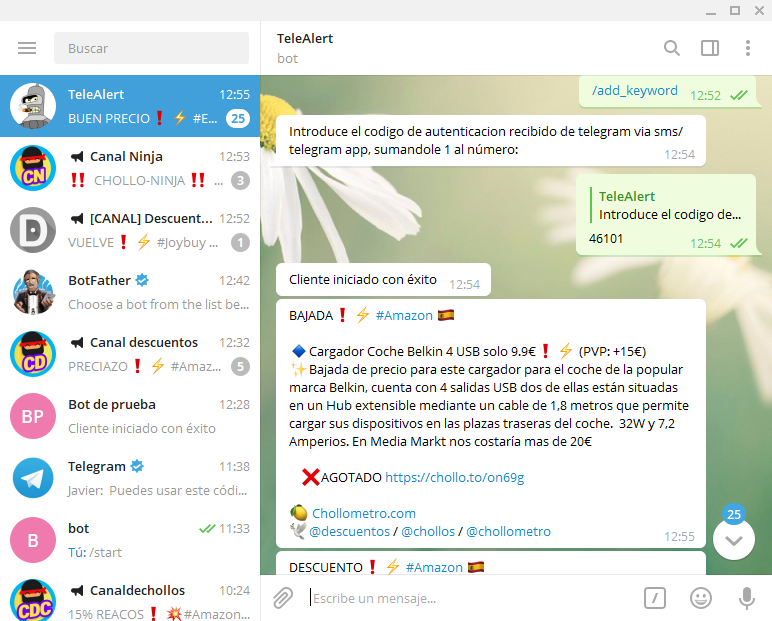 Buscar
TeleAlert 12:55
BUEN PRECIO❗ ⚡ #E... 25
CN
Canal Ninja 12:53
‼ CHOLLO-NINJA ‼ ... 3
D
[CANAL] Descuent... 12:52
VUELVE❗ ⚡ #Joybuy ... 1
BotFather 12:42
Choose a bot from the list be...
CD
Canal descuentos 12:32
PRECIAZO❗ ⚡ #Amaz... 5
BP
Bot de prueba 12:28
Cliente iniciado con éxito
Telegram 11:38
Javier: Puedes usar este códi...
B
bot 11:33
Tú: /start
CDC
Canaldechollos 10:24
15% REACOS❗ 💥#Amazon...
TeleAlert
bot
/add_keyword 12:52
Introduce el codigo de autenticacion recibido de telegram via sms/
telegram app, sumandole 1 al número: 12:54
TeleAlert
Introduce el codigo de...
46101 12:54
Cliente iniciado con éxito 12:54
BAJADA❗ ⚡ #Amazon 🇪🇸
🔷Cargador Coche Belkin 4 USB solo 9.9€❗ ⚡ (PVP: +15€)
✨Bajada de precio para este cargador para el coche de la popular
marca Belkin, cuenta con 4 salidas USB dos de ellas están situadas
en un Hub extensible mediante un cable de 1,8 metros que permite
cargar sus dispositivos en las plazas traseras del coche. 32W y 7,2
Amperios. En Media Markt nos costaría mas de 20€
❌AGOTADO https://chollo.to/on69g
🍋 Chollometro.com
🕊 @descuentos / @chollos / @chollometro
12:55
25
DESCUENTO❗ ⚡ #Amazon 🇪🇸
Escribe un mensaje...
/